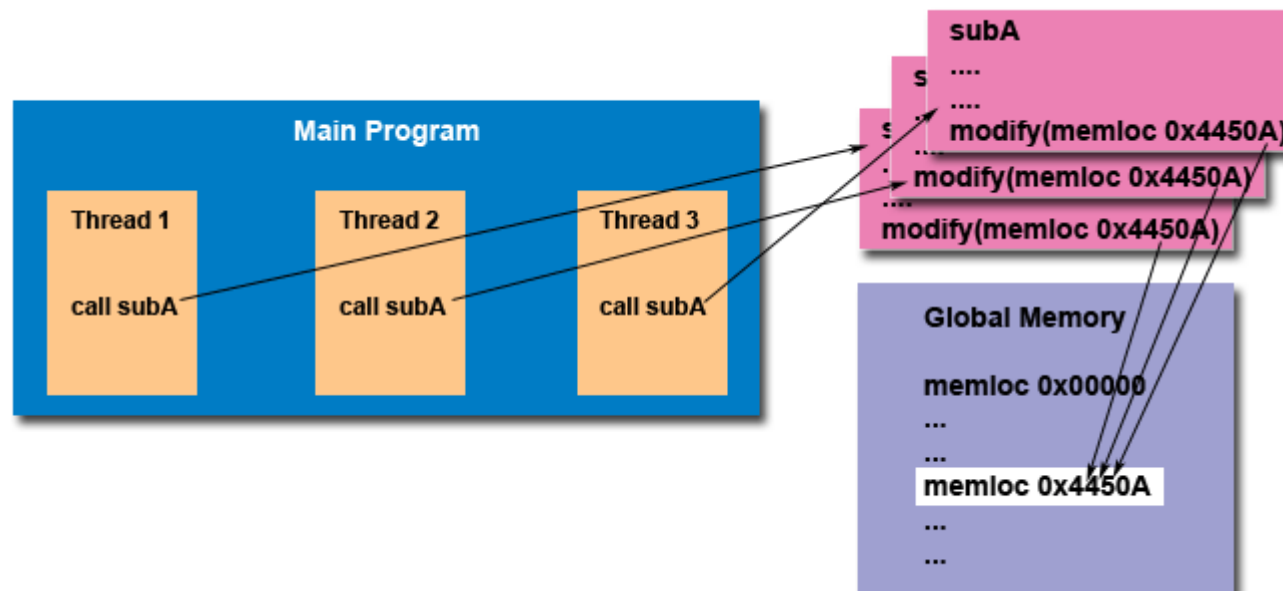 Main Program
Thread 1
call subA
Thread 2
call subA
Thread 3
call subA
subA
....
....
modify(memloc 0x4450A)
s
..
....
modify(memloc 0x4450A)
s
..
....
modify(memloc 0x4450A)
Global Memory
memloc 0x00000
...
...
memloc 0x4450A
...
...